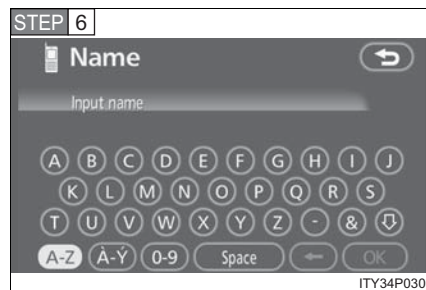 STEP 6
Name
Input name
A B C D E F G H I J
K L M N O P Q R S
T U V W X Y Z - &
A-Z À-Ý 0-9 Space OK
ITY34P030